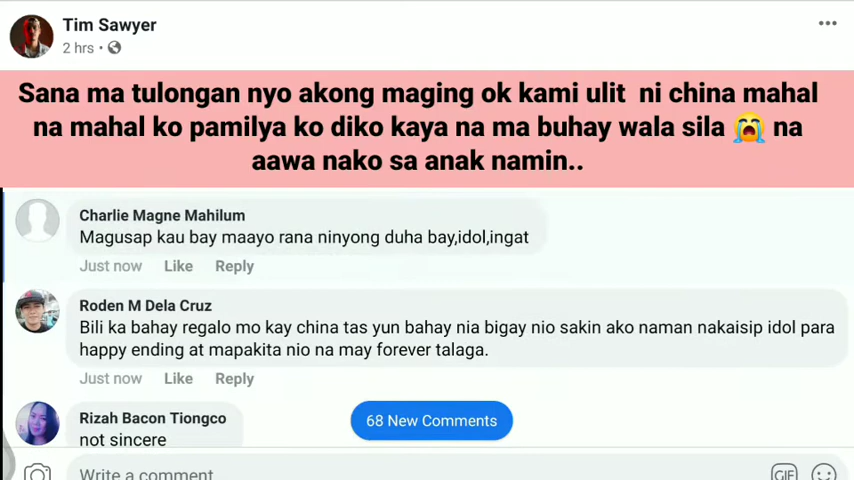 Tim Sawyer
2 hrs
Sana ma tulongan nyo akong maging ok kami ulit ni china mahal
na mahal ko pamilya ko diko kaya na ma buhay wala sila 😭 na
aawa nako sa anak namin..
Charlie Magne Mahilum
Magusap kau bay maayo rana ninyong duha bay,idol,ingat
Just now Like Reply
Roden M Dela Cruz
Bili ka bahay regalo mo kay china tas yun bahay nia bigay nio sakin ako naman nakaisip idol para
happy ending at mapakita nio na may forever talaga.
Just now Like Reply
Rizah Bacon Tiongco
not sincere
68 New Comments
Write a comment
GIF